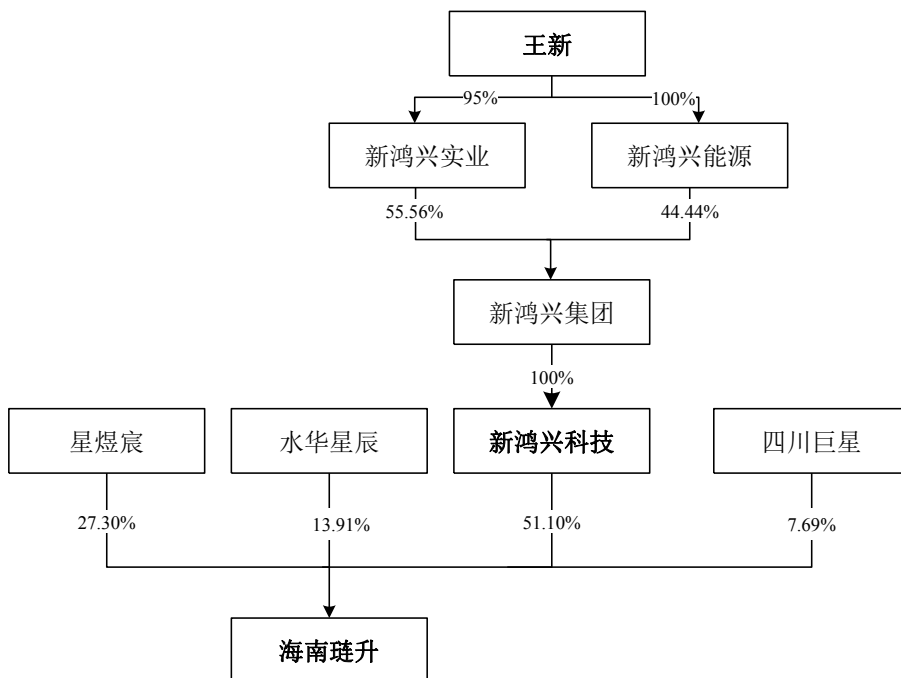 王新
95%
100%
新鸿兴实业
新鸿兴能源
55.56%
44.44%
新鸿兴集团
100%
星煜宸
水华星辰
新鸿兴科技
四川巨星
27.30%
13.91%
51.10%
7.69%
海南琏升